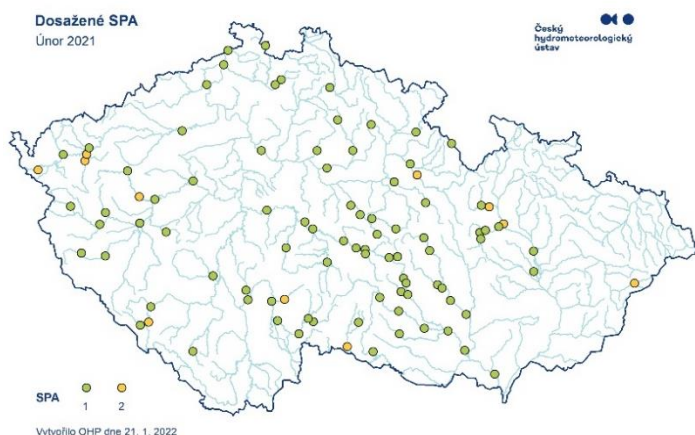 Dosažené SPA
Únor 2021
Český
hydrometeorologický
ústav
SPA
1 2
Vytvořilo OHP dne 21. 1. 2022